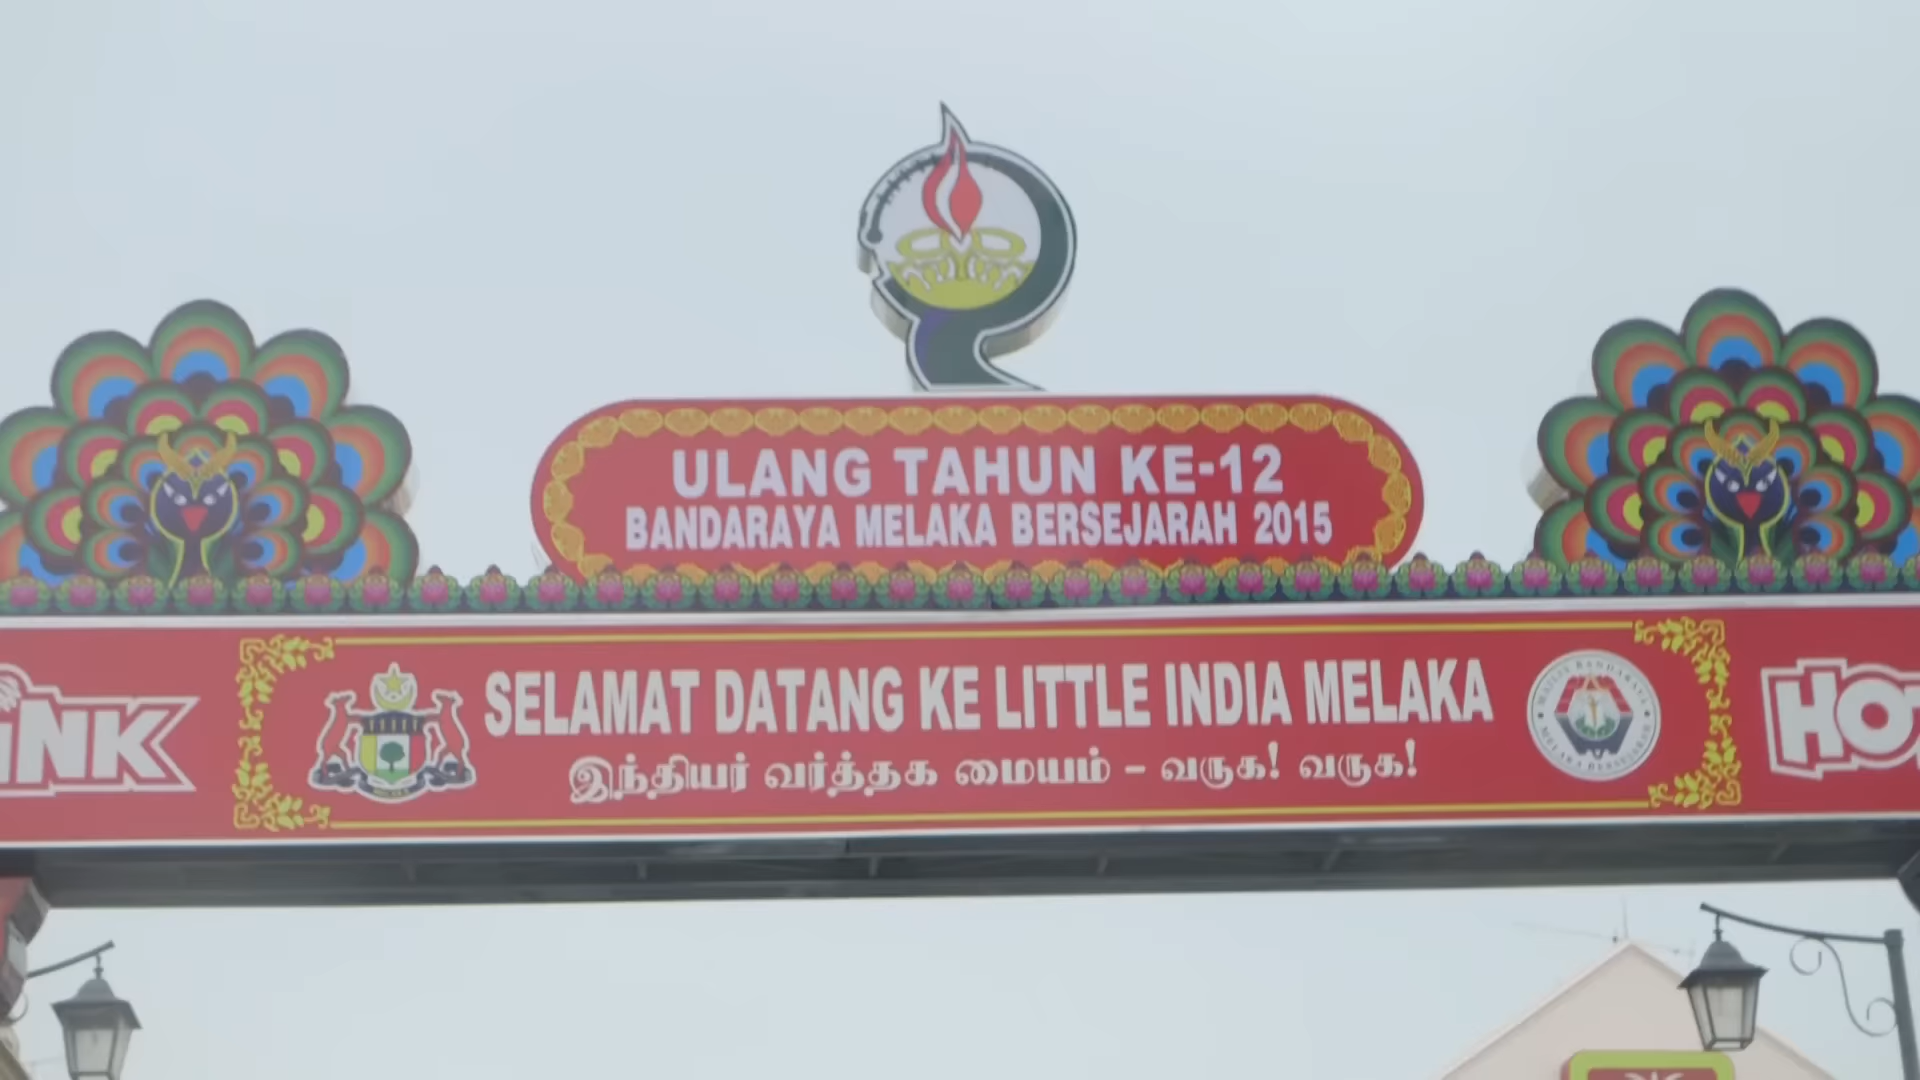 ULANG TAHUN KE-12
BANDARAYA MELAKA BERSEJARAH 2015
SELAMAT DATANG KE LITTLE INDIA MELAKA
இந்தியர் வர்த்தக மையம் - வருக! வருக!